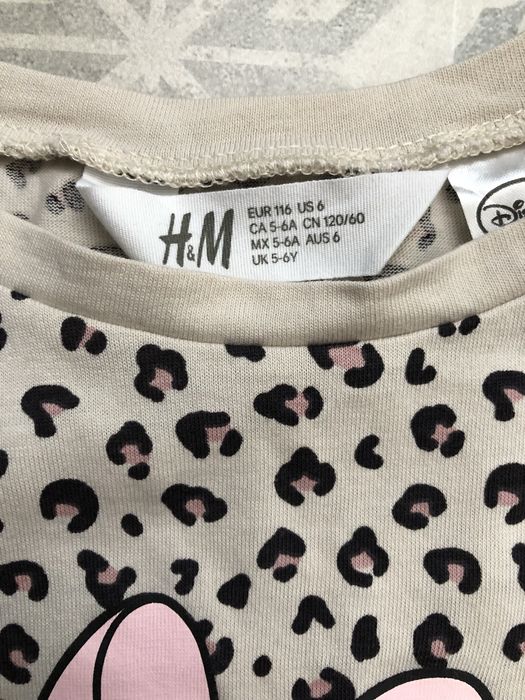 H&M
EUR 116 US 6
CA 5-6A CN 120/60
MX 5-6A AUS 6
UK 5-6Y